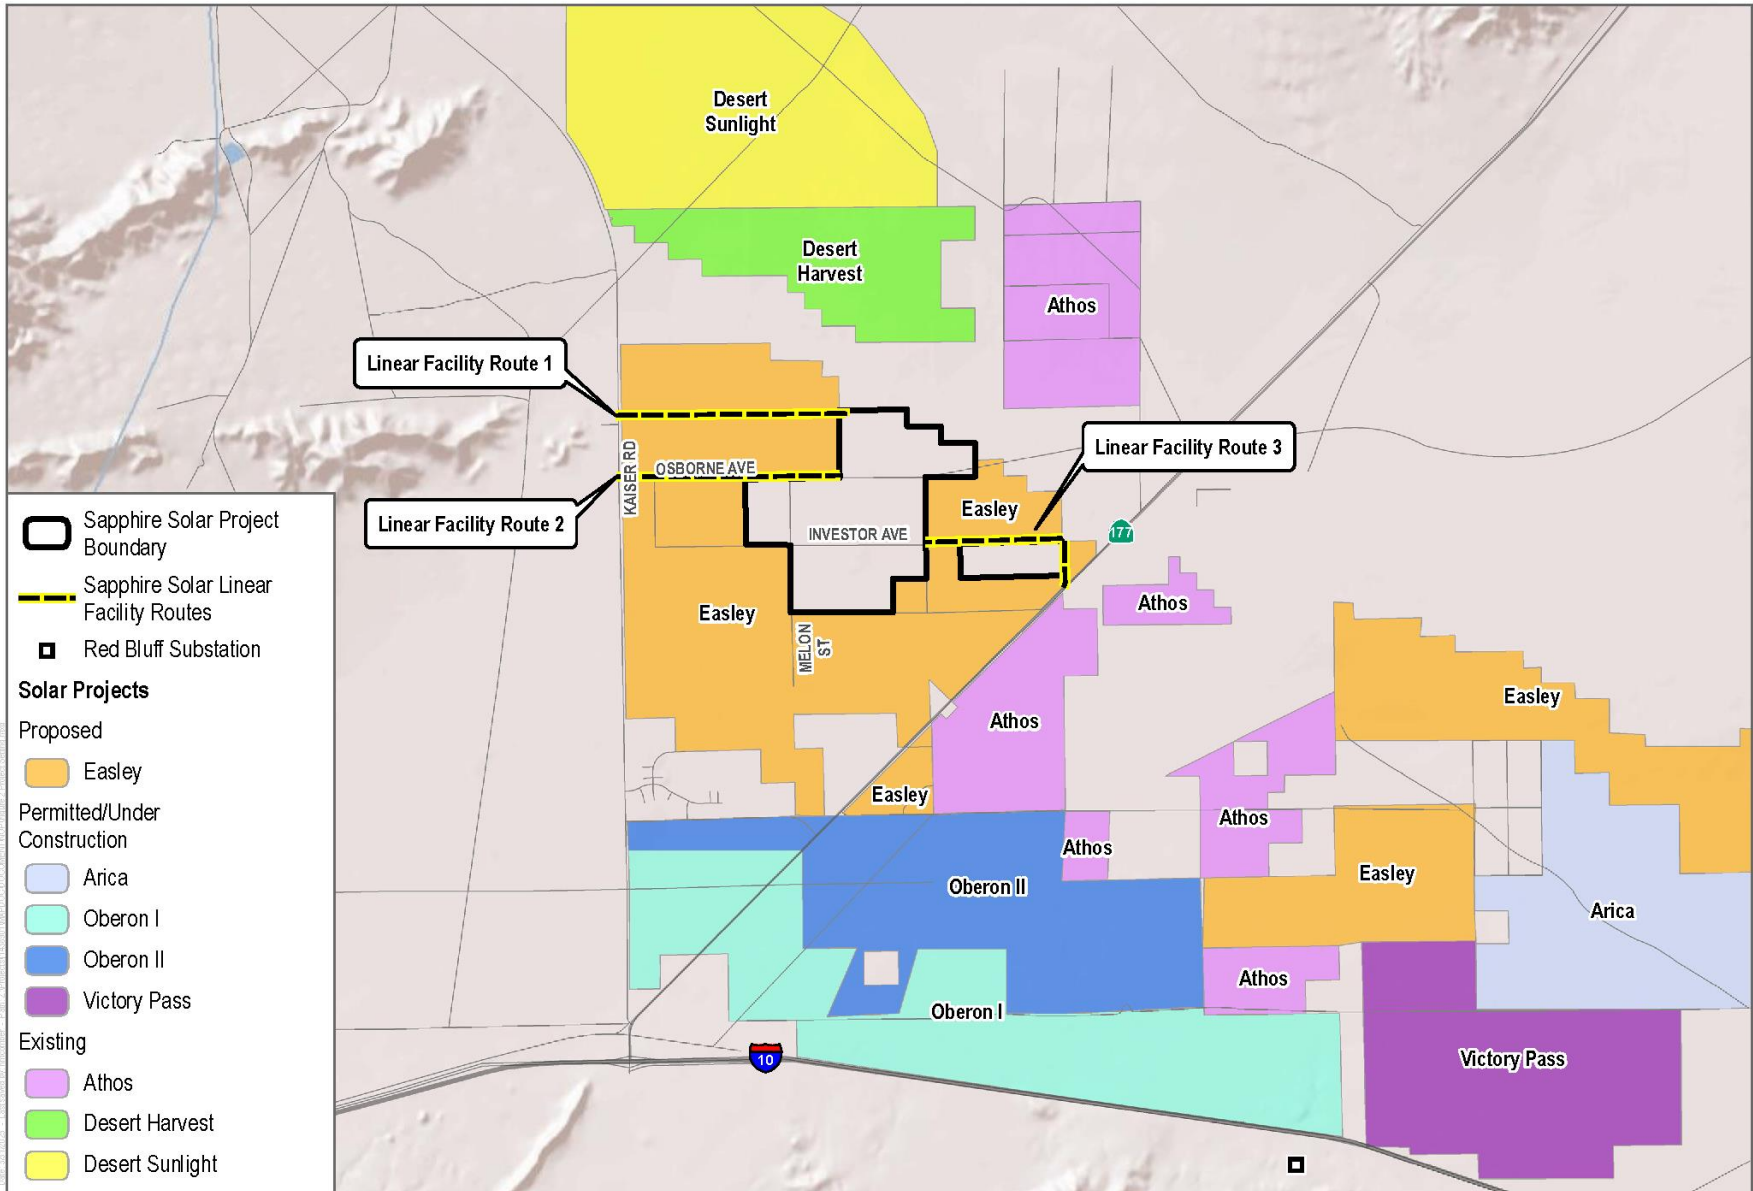 Desert
Sunlight
Desert
Harvest
Athos
Linear Facility Route 1
Linear Facility Route 3
KAISER RD
OSBORNE AVE
Linear Facility Route 2
Easley
INVESTOR AVE
177
Athos
Easley
MELON
ST
Athos
Easley
Easley
Athos
Athos
Easley
Oberon II
Arica
Athos
Oberon I
Victory Pass
10
Sapphire Solar Project
Boundary
Sapphire Solar Linear
Facility Routes
Red Bluff Substation
Solar Projects
Proposed
Easley
Permitted/Under
Construction
Arica
Oberon I
Oberon II
Victory Pass
Existing
Athos
Desert Harvest
Desert Sunlight